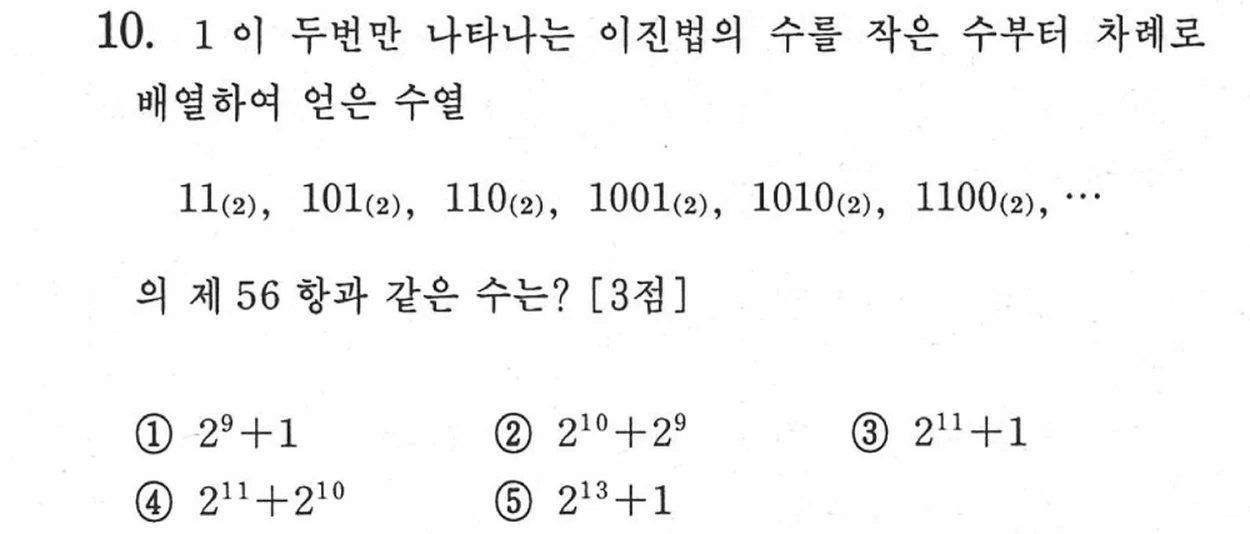 10. 1 이 두번만 나타나는 이진법의 수를 작은 수부터 차례로
배열하여 얻은 수열
11₍₂₎, 101₍₂₎, 110₍₂₎, 1001₍₂₎, 1010₍₂₎, 1100₍₂₎, ⋯
의 제 56 항과 같은 수는? [3점]
① 2⁹+1 ② 2¹⁰+2⁹ ③ 2¹¹+1
④ 2¹¹+2¹⁰ ⑤ 2¹³+1